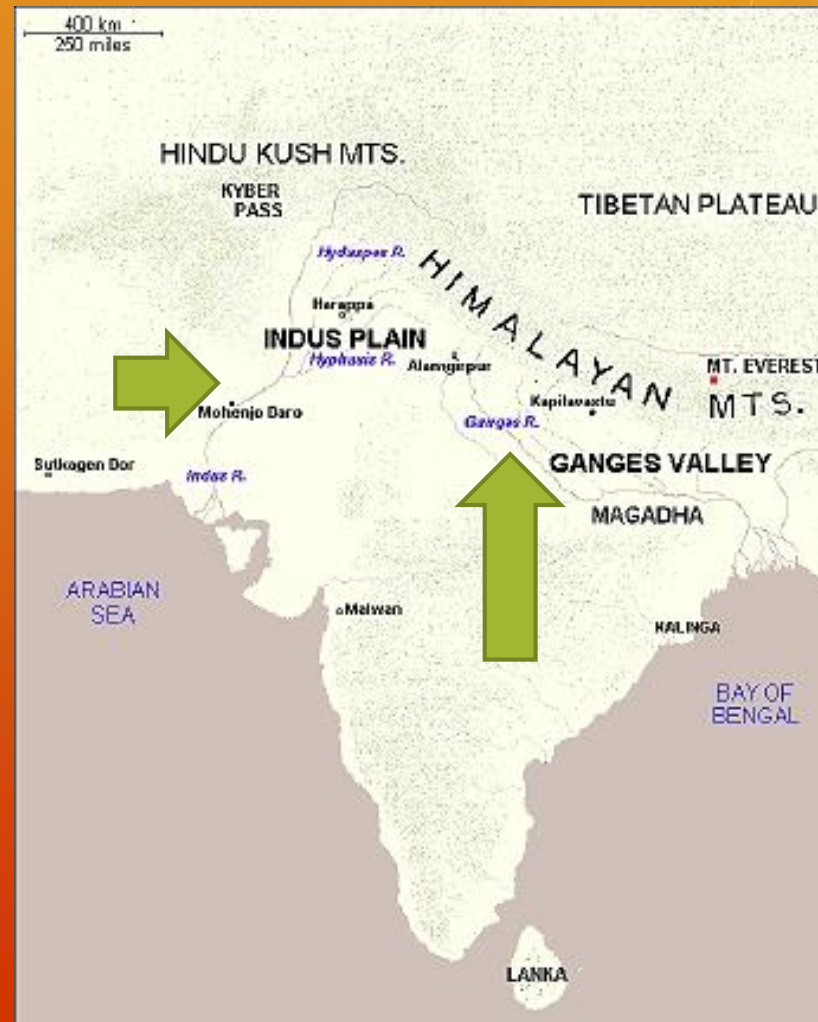 400 km
250 miles
HINDU KUSH MTS.
KYBER
PASS
TIBETAN PLATEAU
Hydaspes R.
HIMALAYAN
MTS.
Harappa
INDUS PLAIN
Hyphasis R.
Alamgirpur
MT. EVEREST
Kapilavastu
Mohenjo Daro
Ganges R.
Sutkagen Dor
Indus R.
GANGES VALLEY
MAGADHA
ARABIAN
SEA
Malwan
KALINGA
BAY OF
BENGAL
LANKA